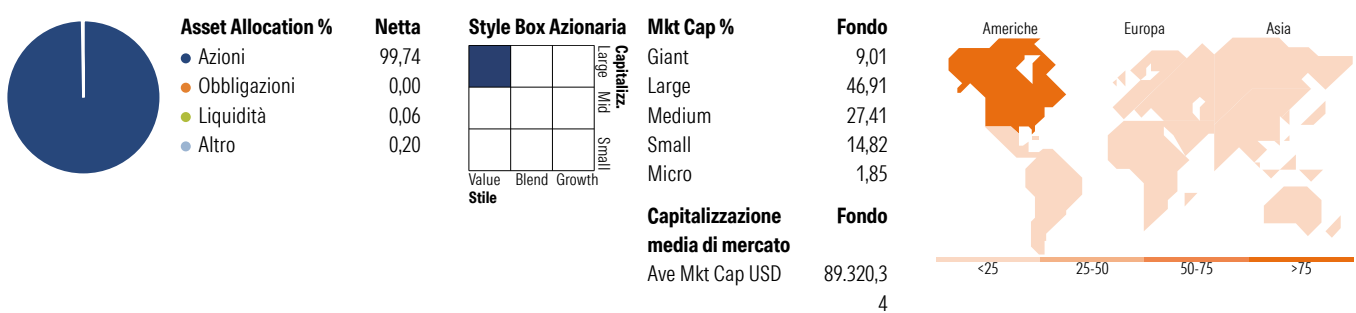 Asset Allocation % Netta
Azioni 99,74
Obbligazioni 0,00
Liquidità 0,06
Altro 0,20
Style Box Azionaria
Capitalizz.
Large Mid Small
Value Blend Growth
Stile
Mkt Cap % Fondo
Giant 9,01
Large 46,91
Medium 27,41
Small 14,82
Micro 1,85
Capitalizzazione Fondo
media di mercato
Ave Mkt Cap USD 89.320,3
4
Americhe Europa Asia
<25 25-50 50-75 >75